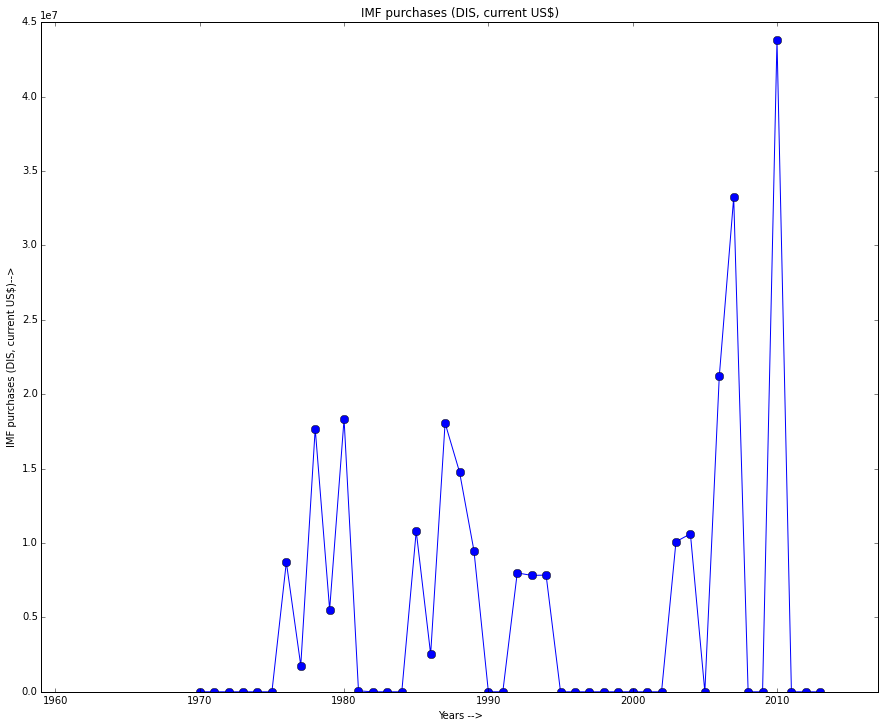 IMF purchases (DIS, current US$)
1e7
4.5
4.0
3.5
3.0
2.5
2.0
1.5
1.0
0.5
0.0
IMF purchases (DIS, current US$)-->
1960 1970 1980 1990 2000 2010
Years -->